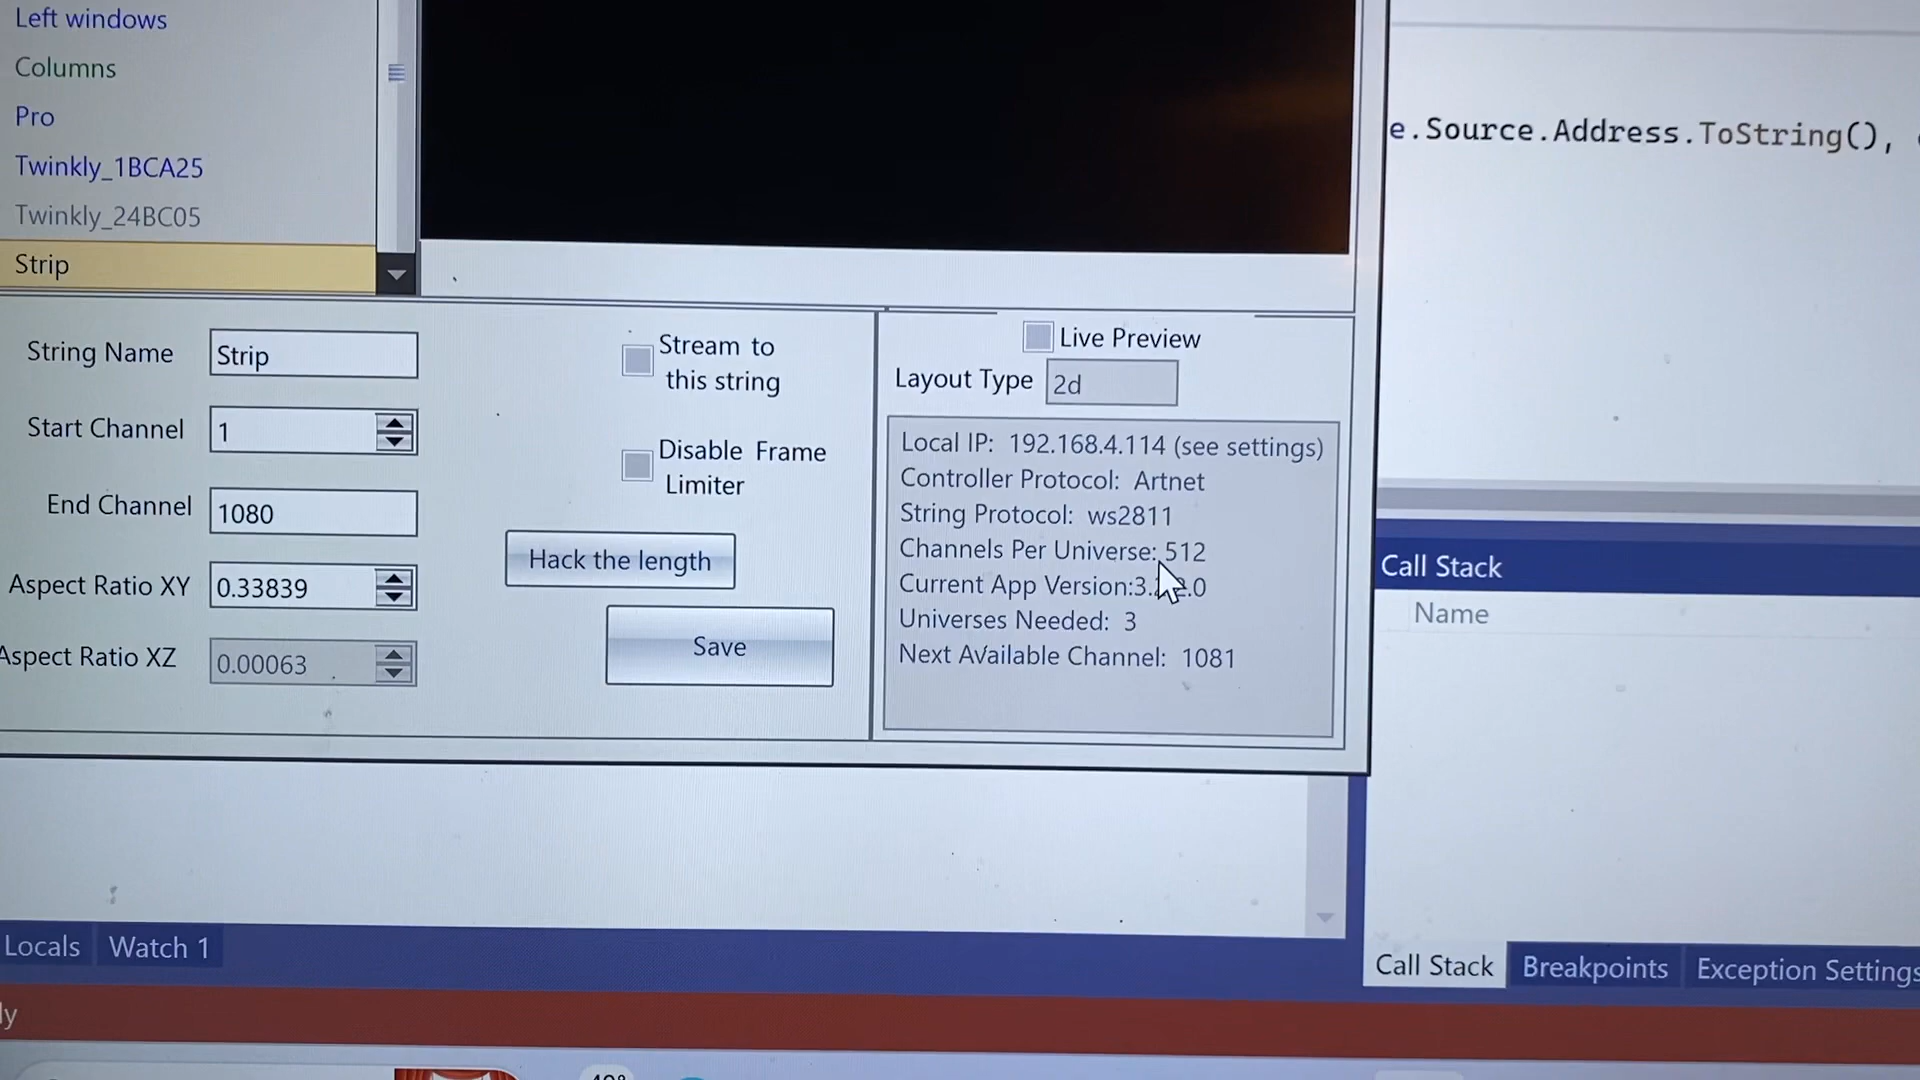 Left windows
Columns
Pro
Twinkly_1BCA25
Twinkly_24BC05
Strip
String Name
Strip
Start Channel
1
End Channel
1080
Aspect Ratio XY
0.33839
Aspect Ratio XZ
0.00063
Stream to
this string
Disable Frame
Limiter
Hack the length
Save
Live Preview
Layout Type
2d
Local IP: 192.168.4.114 (see settings)
Controller Protocol: Artnet
String Protocol: ws2811
Channels Per Universe: 512
Current App Version:3.
Universes Needed: 3
Next Available Channel: 1081
e.Source.Address.ToString(),
Call Stack
Name
Locals
Watch 1
Call Stack
Breakpoints
Exception Settings
ly